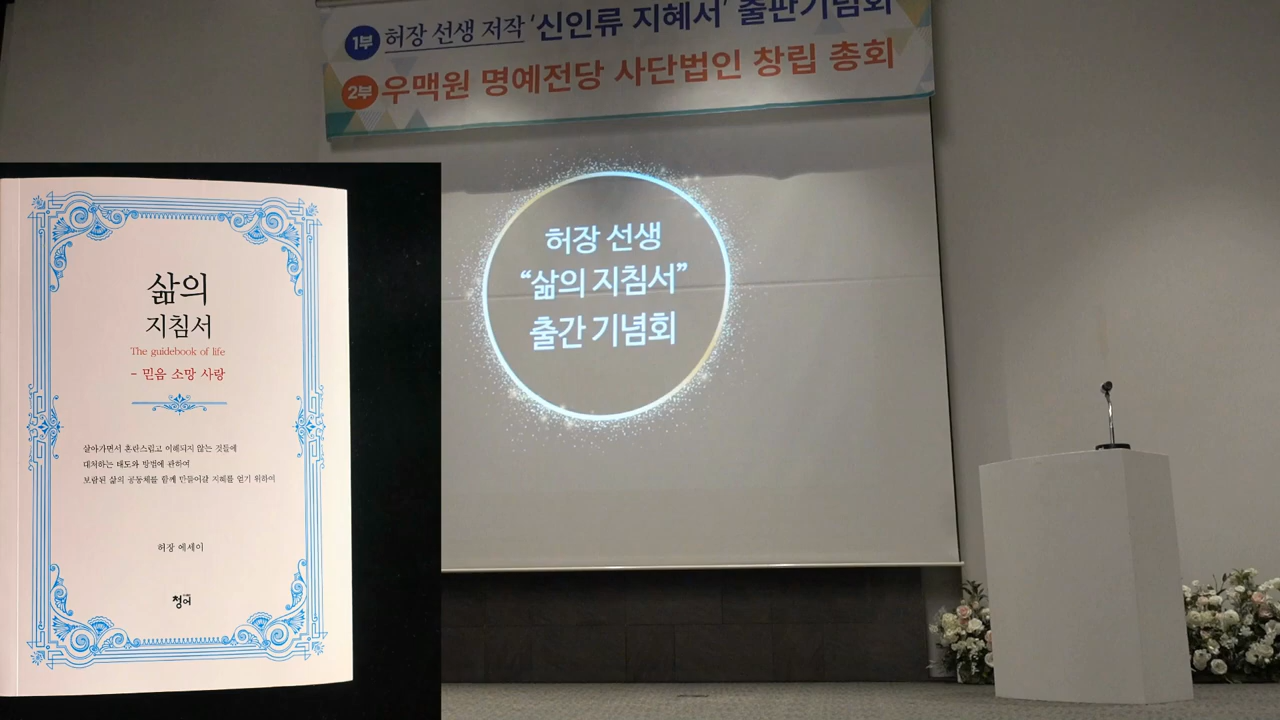 1부 허장 선생 저작 '신인류 지혜서' 출판기념회
2부 우맥원 명예전당 사단법인 창립 총회
허장 선생
“삶의 지침서”
출간 기념회
삶의
지침서
The guidebook of life
- 믿음 소망 사랑
살아가면서 혼란스럽고 이해되지 않는 것들에
대처하는 태도와 방법에 관하여
보람된 삶의 공동체를 함께 만들어갈 지혜를 얻기 위하여
허장 에세이
청어